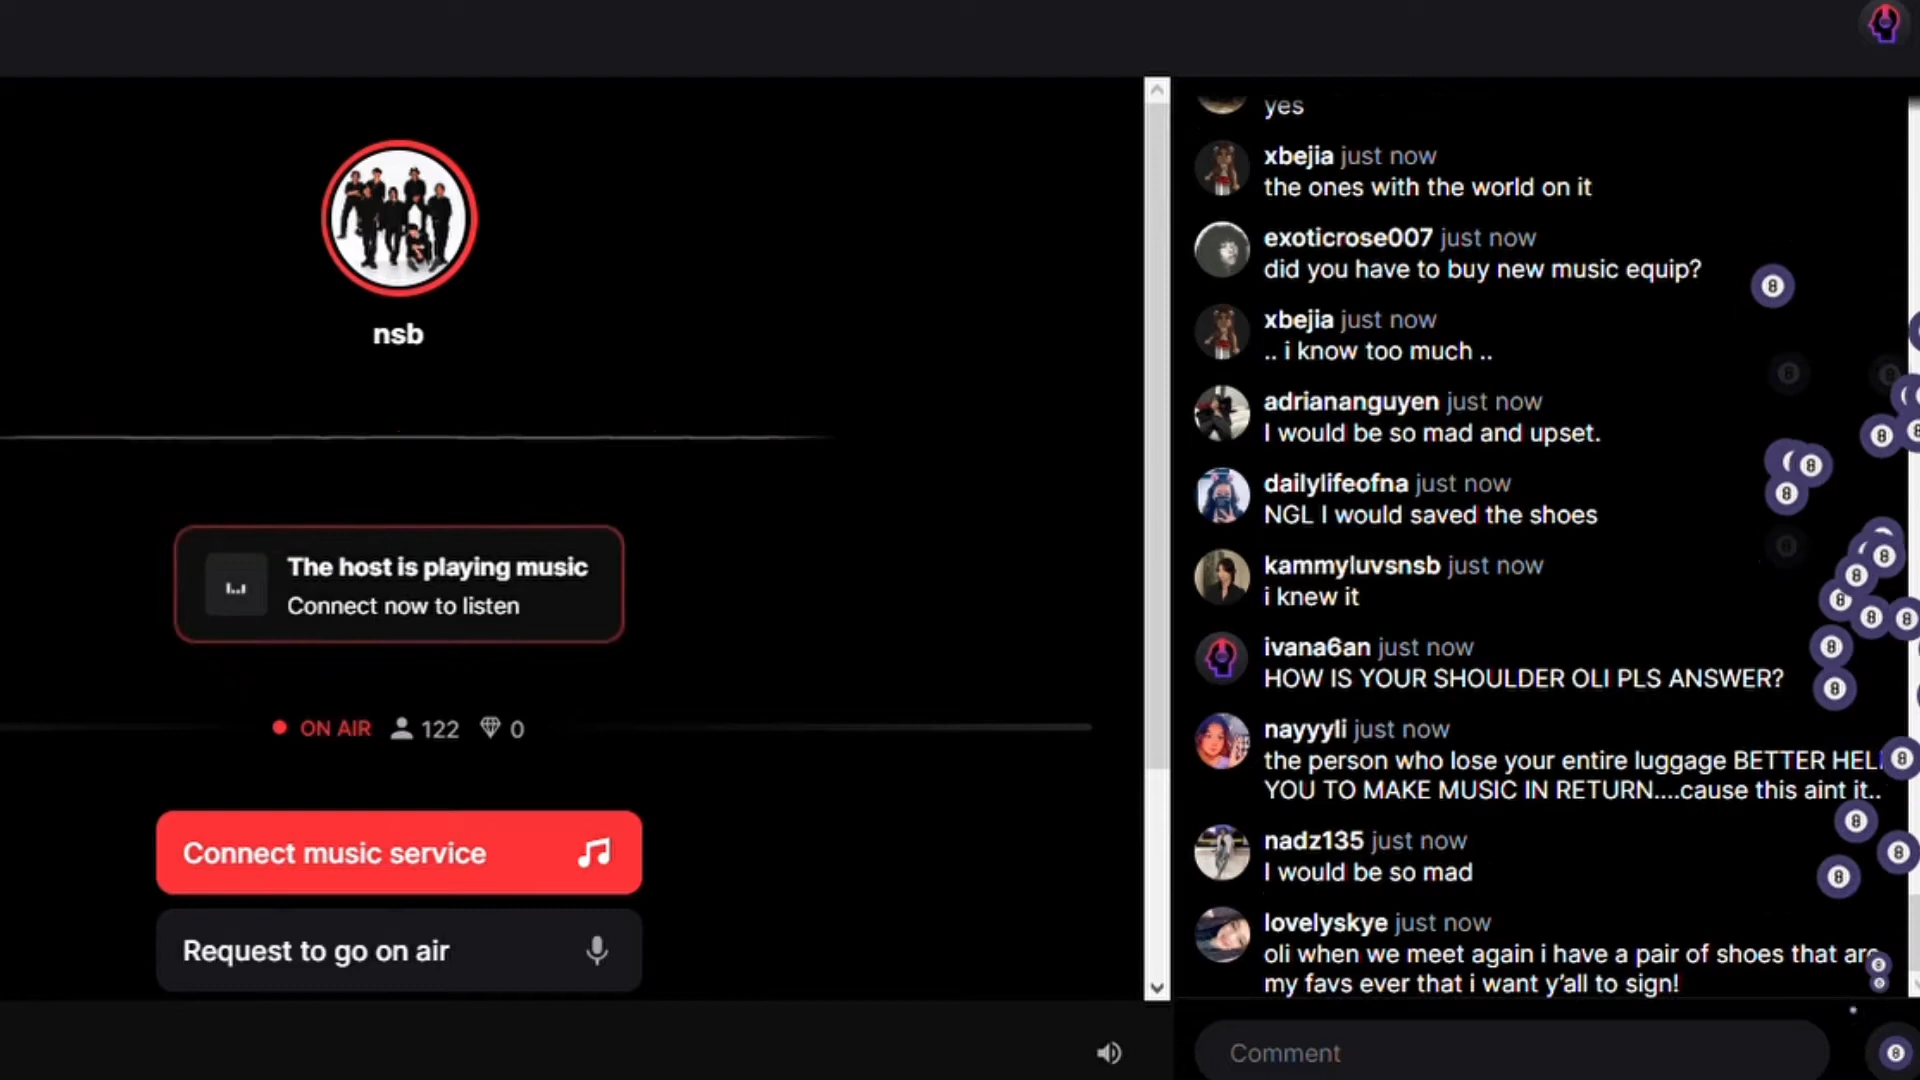 nsb
The host is playing music
Connect now to listen
ON AIR 122 0
Connect music service
Request to go on air
yes
xbejia just now
the ones with the world on it
exoticrose007 just now
did you have to buy new music equip?
xbejia just now
.. i know too much ..
adriananguyen just now
I would be so mad and upset.
dailylifeofna just now
NGL I would saved the shoes
kammyluvsnsb just now
i knew it
ivana6an just now
HOW IS YOUR SHOULDER OLI PLS ANSWER?
nayyyli just now
the person who lose your entire luggage BETTER
YOU TO MAKE MUSIC IN RETURN....cause this aint it..
nadz135 just now
I would be so mad
lovelyskye just now
oli when we meet again i have a pair of shoes that are
my favs ever that i want y'all to sign!
Comment